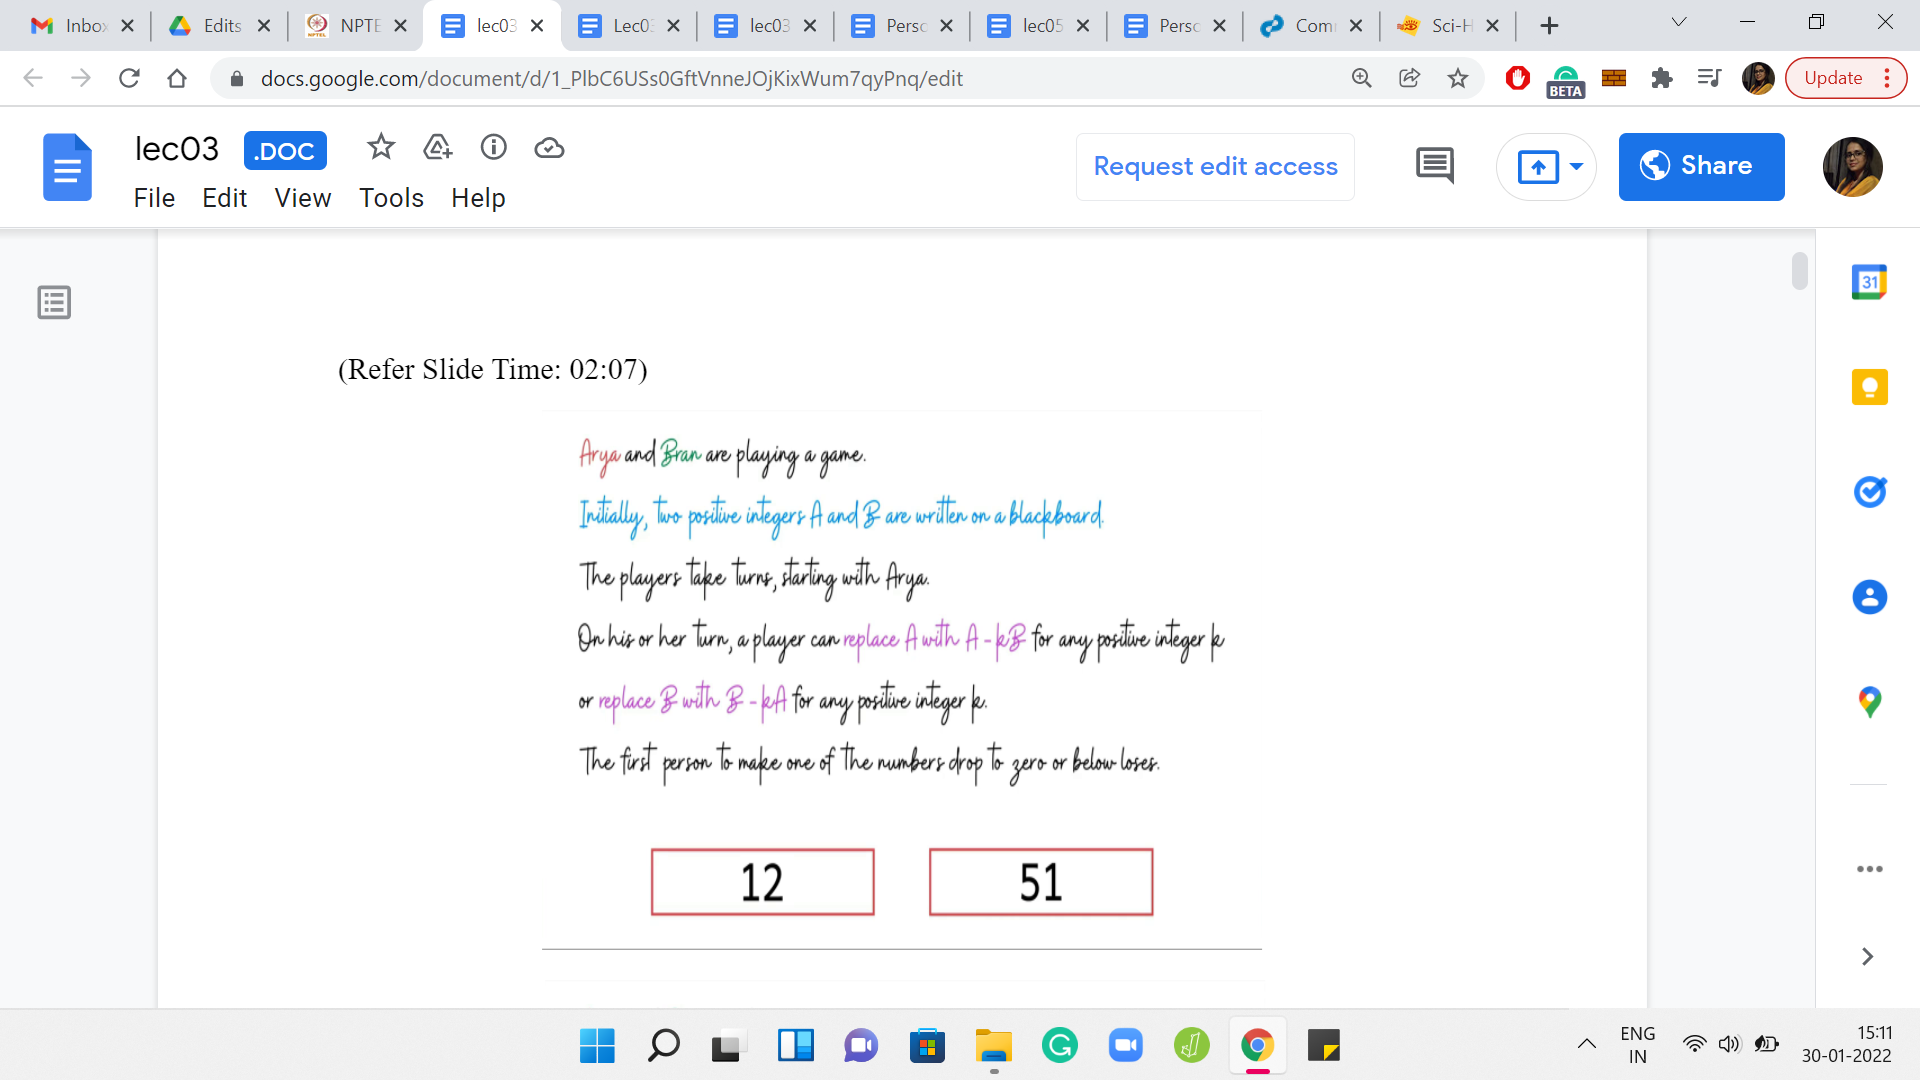 Inbox
Edits
NPTE
lec03
Lec03
lec03
Perso
lec05
Perso
Com
Sci-H
docs.google.com/document/d/1_PlbC6USs0GftVnneJOjKixWum7qyPnq/edit
BETA
Update
lec03 .DOC
Request edit access
Share
File Edit View Tools Help
31
(Refer Slide Time: 02:07)
Arya and Bran are playing a game.
Initially, two positive integers A and B are written on a blackboard.
The players take turns, starting with Arya.
On his or her turn, a player can replace A with A - kB for any positive integer k
or replace B with B - kA for any positive integer k.
The first person to make one of the numbers drop to zero or below loses.
12 51
ENG
IN
15:11
30-01-2022